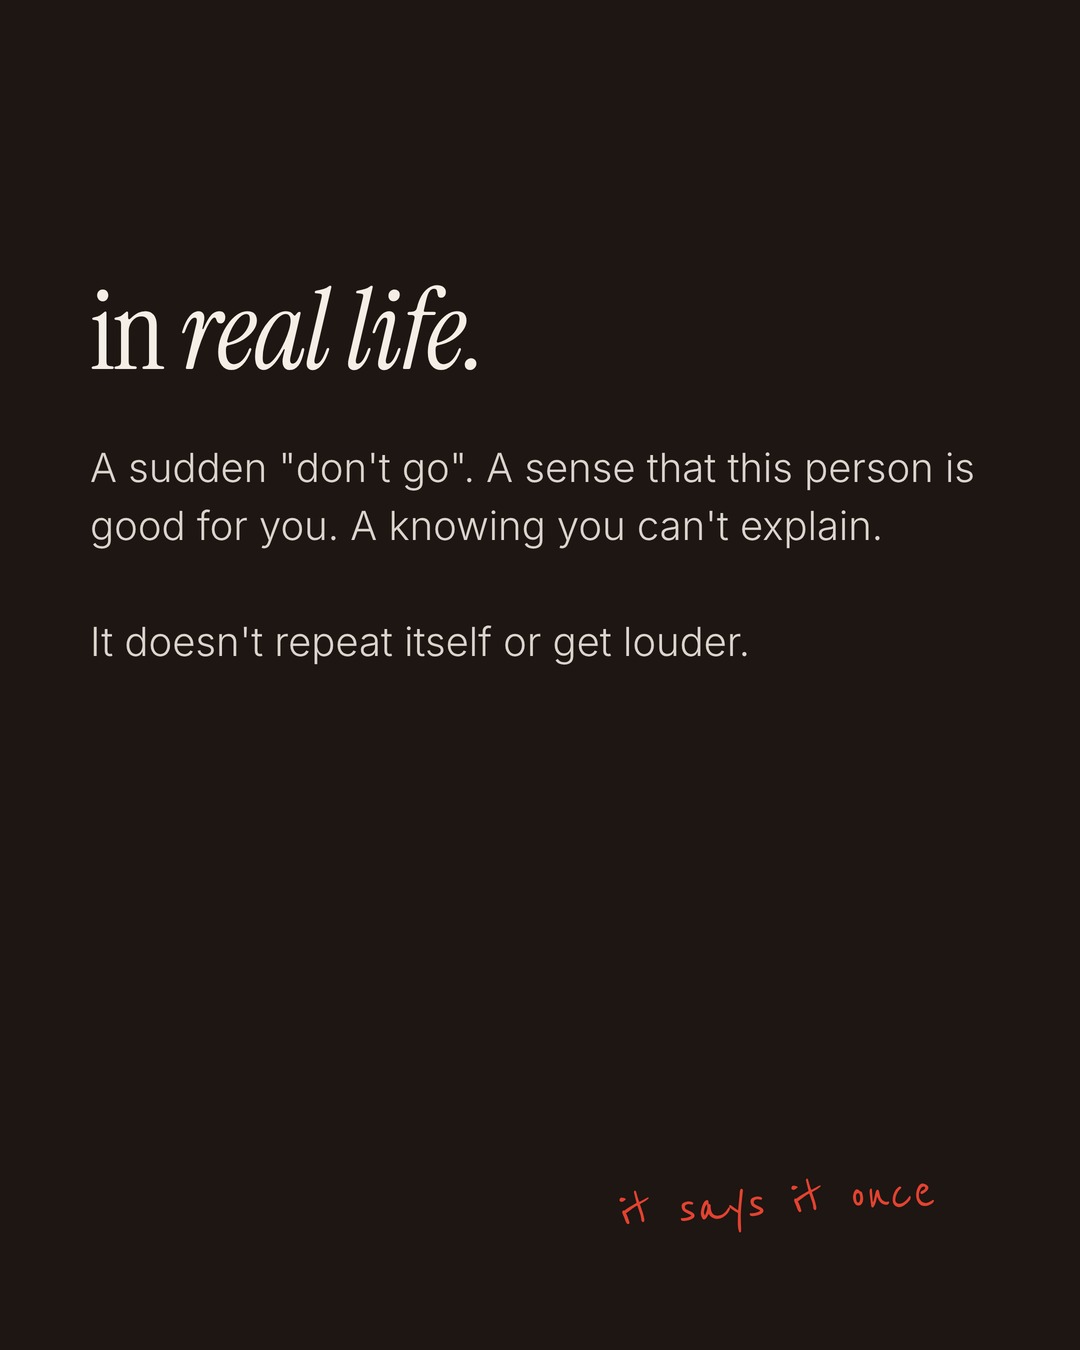 in real life.
A sudden "don't go". A sense that this person is
good for you. A knowing you can't explain.
It doesn't repeat itself or get louder.
it says it once